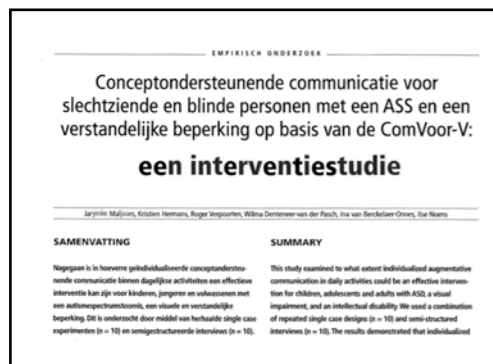 EMPIRISCH ONDERZOEK
Conceptondersteunende communicatie voor
slechtziende en blinde personen met een ASS en een
verstandelijke beperking op basis van de ComVoor-V:
een interventiestudie
Jarymke Maljaars, Kristien Hermans, Roger Verpoorten, Wilma Denteneer-van der Pasch, Ina van Berckelaer-Onnes, Ilse Noens
SAMENVATTING
Nagegaan is in hoeverre geïndividualiseerde conceptondersteu-
nende communicatie binnen dagelijkse activiteiten een effectieve
interventie kan zijn voor kinderen, jongeren en volwassenen met
een autismespectrumstoornis, een visuele en verstandelijke
beperking. Dit is onderzocht door middel van herhaalde single case
experimenten (n = 10) en semigestructureerde interviews (n = 10).
SUMMARY
This study examined to what extent individualized augmentative
communication in daily activities could be an effective interven-
tion for children, adolescents and adults with ASD, a visual
impairment, and an intellectual disability. We used a combination
of repeated single case designs (n = 10) and semi-structured
interviews (n = 10). The results demonstrated that individualized